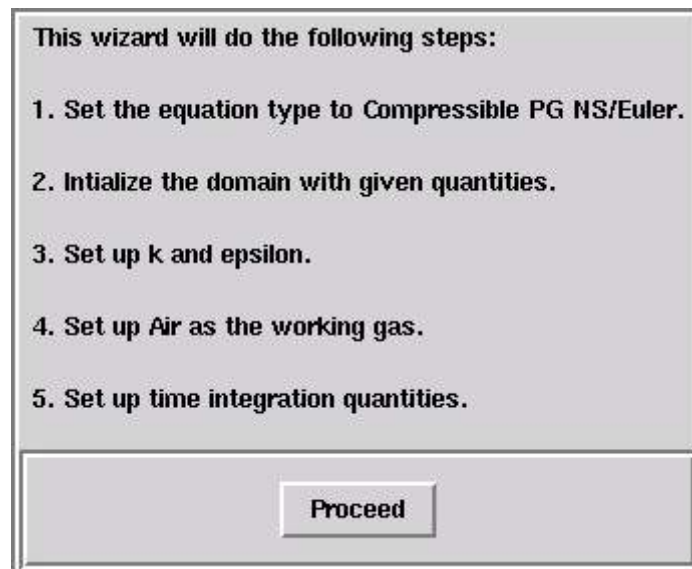 This wizard will do the following steps:
1. Set the equation type to Compressible PG NS/Euler.
2. Intialize the domain with given quantities.
3. Set up k and epsilon.
4. Set up Air as the working gas.
5. Set up time integration quantities.
Proceed